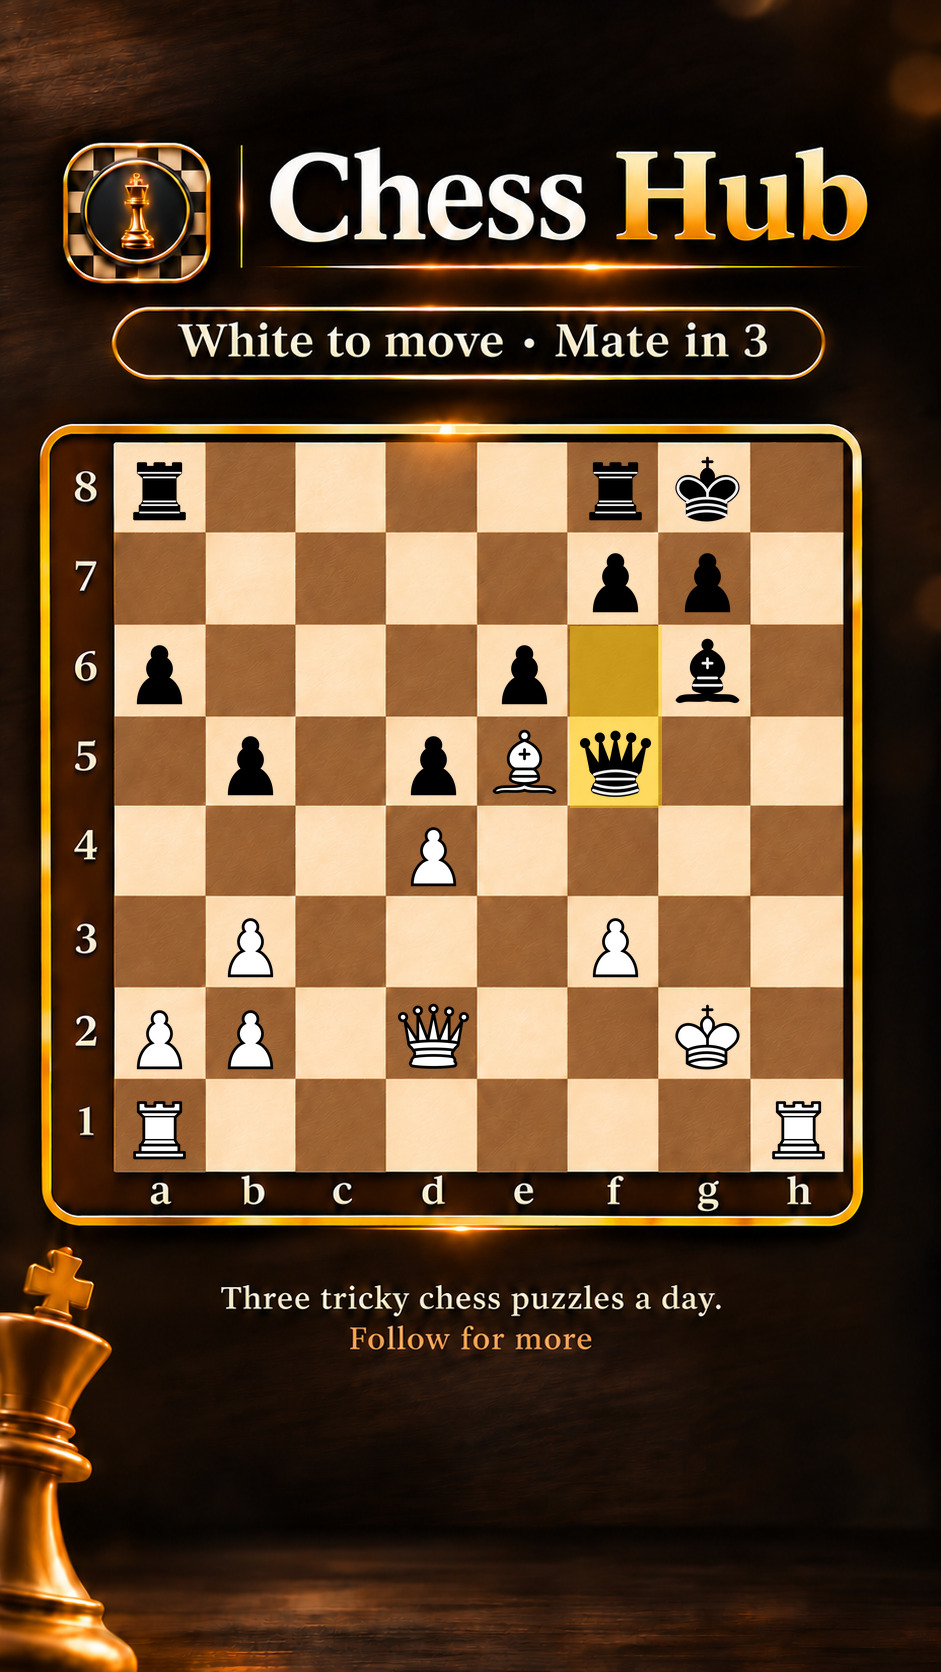 Chess Hub
White to move • Mate in 3
8
7
6
5
4
3
2
1
a b c d e f g h
Three tricky chess puzzles a day.
Follow for more